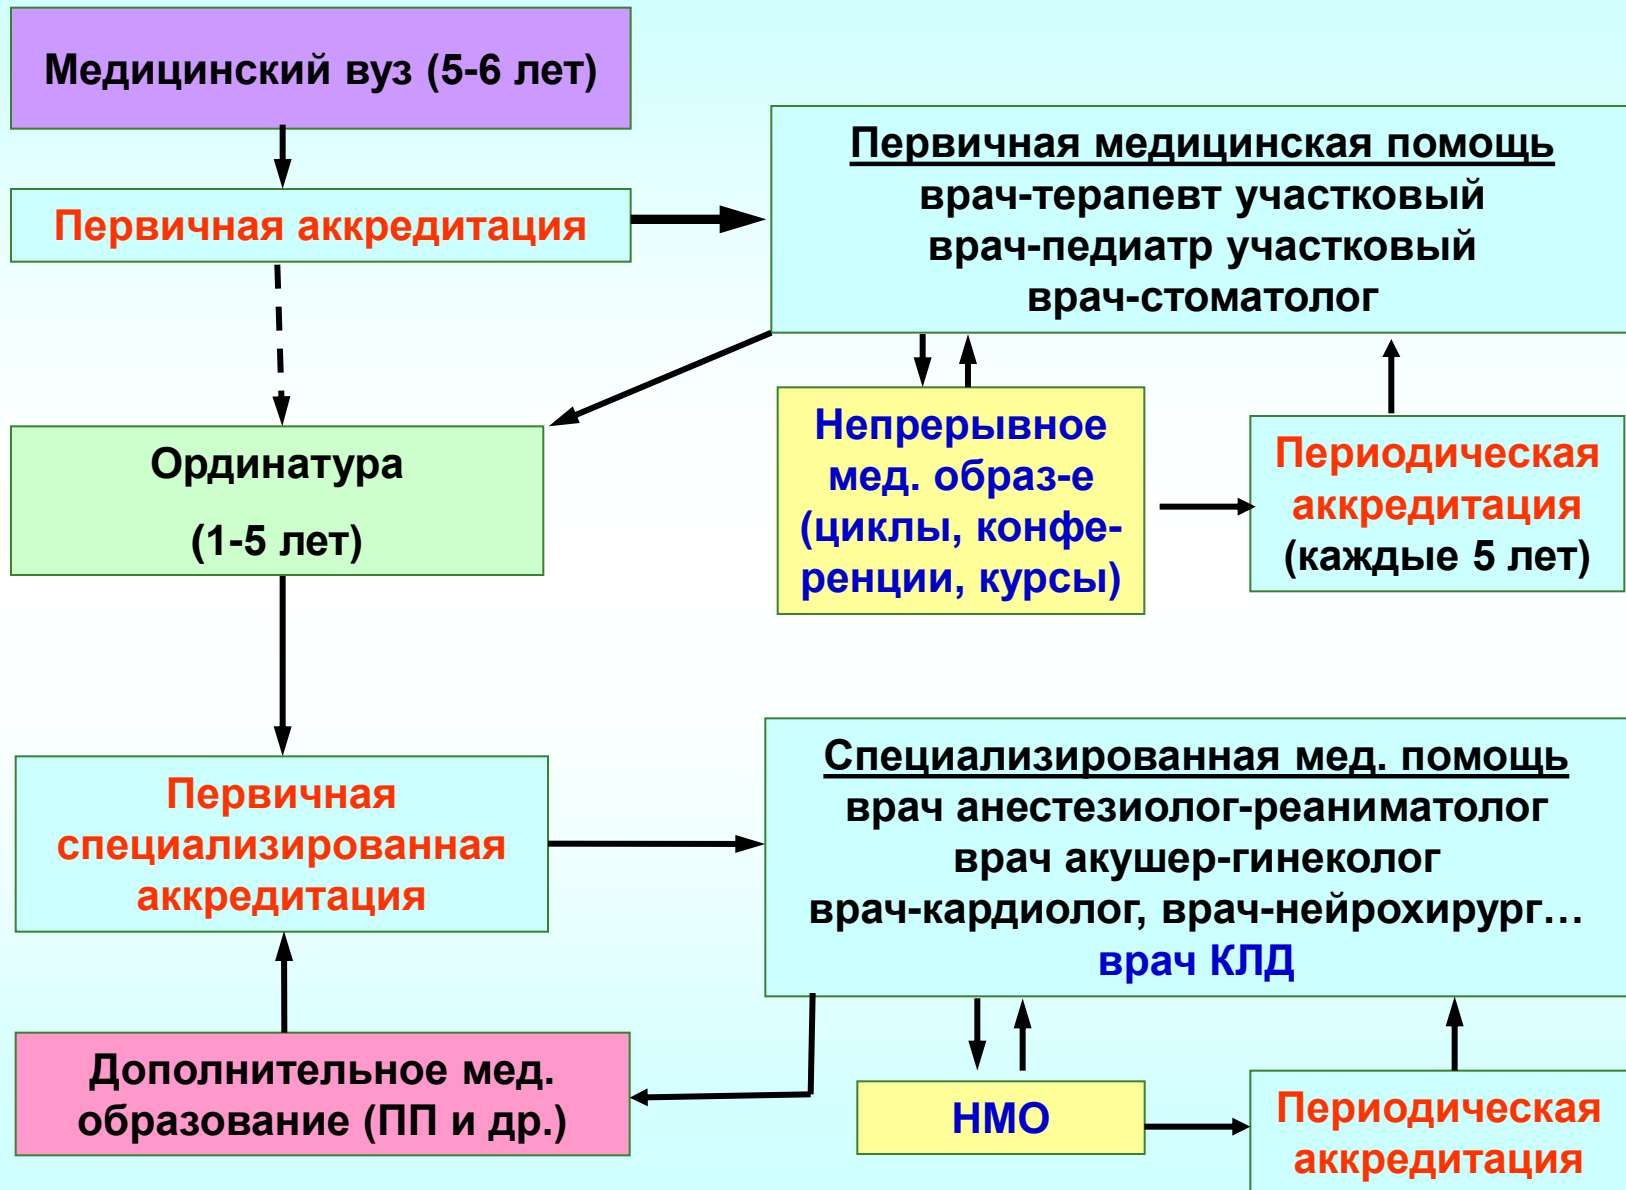 Медицинский вуз (5-6 лет)
Первичная аккредитация
Первичная медицинская помощь
врач-терапевт участковый
врач-педиатр участковый
врач-стоматолог
Ординатура
(1-5 лет)
Непрерывное
мед. образ-е
(циклы, конфе-
ренции, курсы)
Периодическая
аккредитация
(каждые 5 лет)
Первичная
специализированная
аккредитация
Специализированная мед. помощь
врач анестезиолог-реаниматолог
врач акушер-гинеколог
врач-кардиолог, врач-нейрохирург…
врач КЛД
Дополнительное мед.
образование (ПП и др.)
НМО
Периодическая
аккредитация